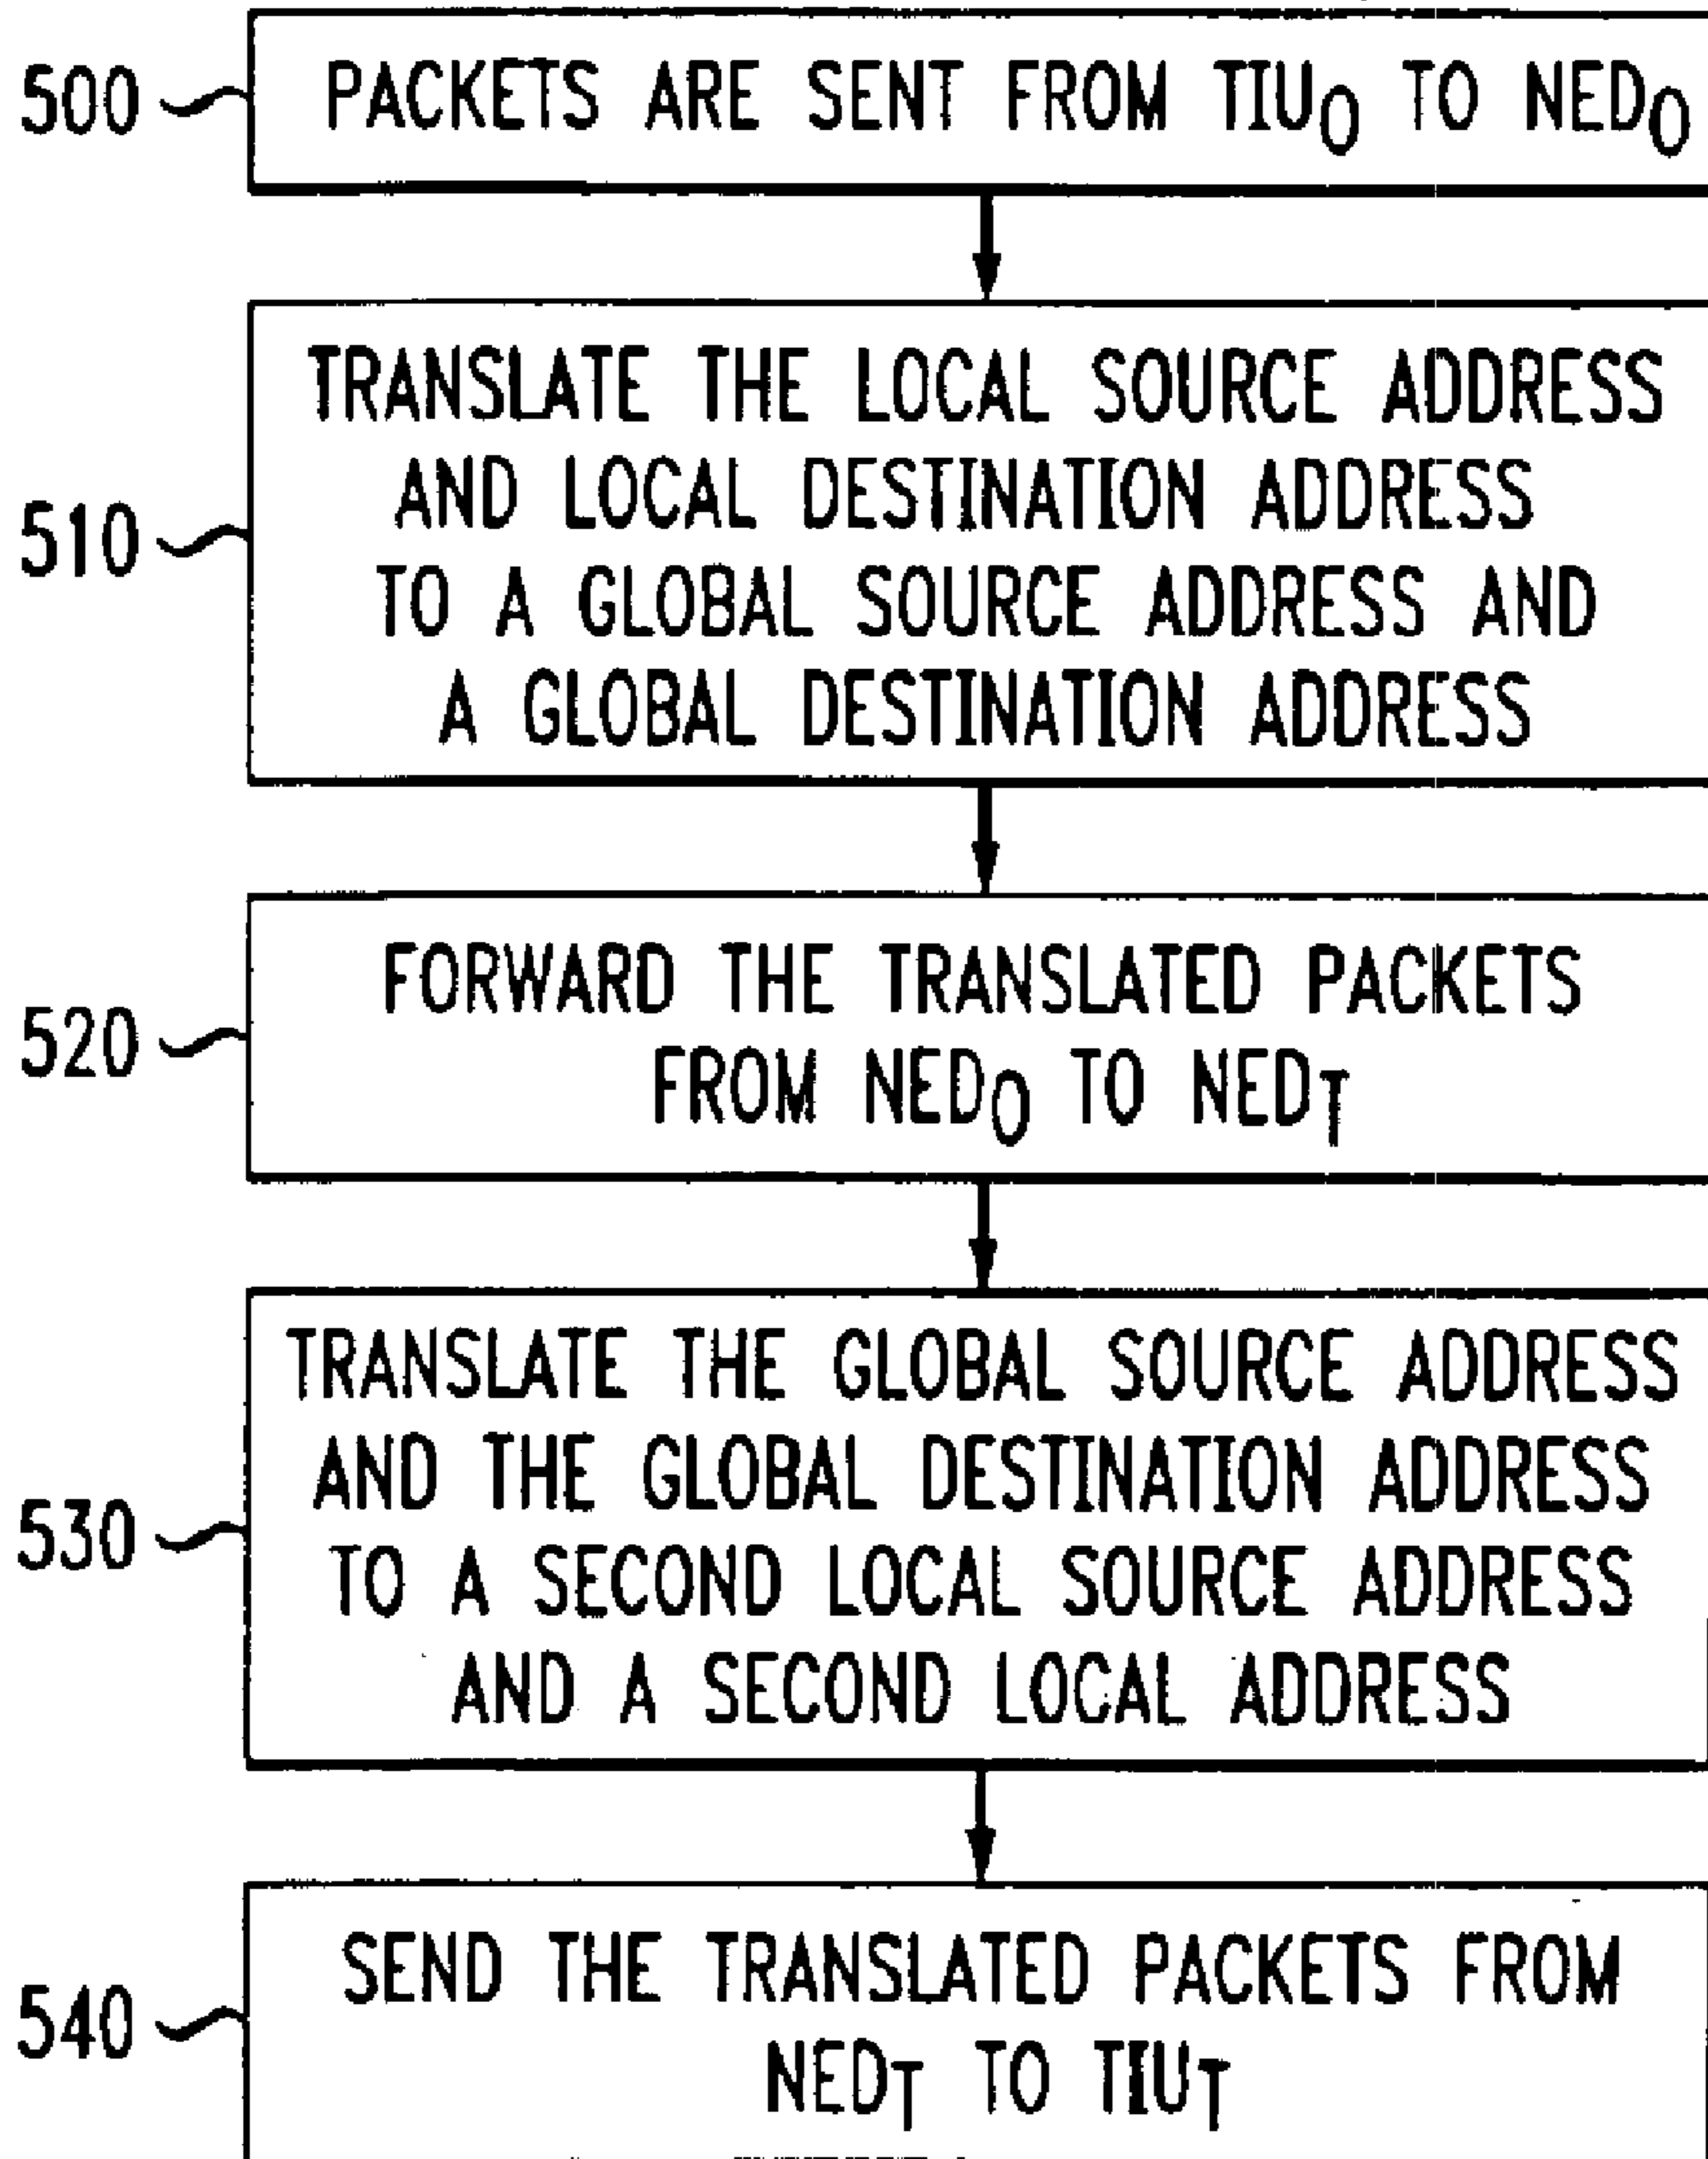 500
PACKETS ARE SENT FROM TIUO TO NEDO
510
TRANSLATE THE LOCAL SOURCE ADDRESS
AND LOCAL DESTINATION ADDRESS
TO A GLOBAL SOURCE ADDRESS AND
A GLOBAL DESTINATION ADDRESS
520
FORWARD THE TRANSLATED PACKETS
FROM NEDO TO NEDT
530
TRANSLATE THE GLOBAL SOURCE ADDRESS
AND THE GLOBAL DESTINATION ADDRESS
TO A SECOND LOCAL SOURCE ADDRESS
AND A SECOND LOCAL ADDRESS
540
SEND THE TRANSLATED PACKETS FROM
NEDT TO TIUT